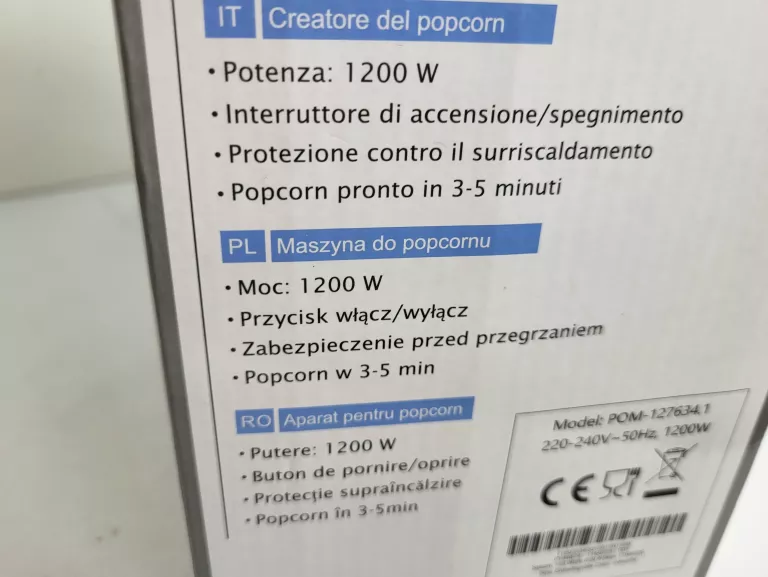 IT Creatore del popcorn
• Potenza: 1200 W
• Interruttore di accensione/spegnimento
• Protezione contro il surriscaldamento
• Popcorn pronto in 3-5 minuti
PL Maszyna do popcornu
• Moc: 1200 W
• Przycisk włącz/wyłącz
• Zabezpieczenie przed przegrzaniem
• Popcorn w 3-5 min
RO Aparat pentru popcorn
• Putere: 1200 W
• Buton de pornire/oprire
• Protecție supraîncălzire
• Popcorn în 3-5min
Model: POM-127634.1
220-240V~50Hz, 1200W
CE